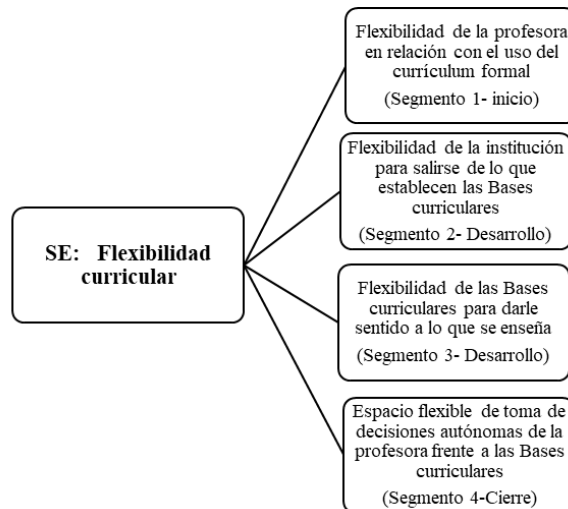 Flexibilidad de la profesora
en relación con el uso del
currículum formal
(Segmento 1- inicio)
Flexibilidad de la institución
para salirse de lo que
establecen las Bases
curriculares
(Segmento 2- Desarrollo)
SE: Flexibilidad
curricular
Flexibilidad de las Bases
curriculares para darle
sentido a lo que se enseña
(Segmento 3- Desarrollo)
Espacio flexible de toma de
decisiones autónomas de la
profesora frente a las Bases
curriculares
(Segmento 4-Cierre)